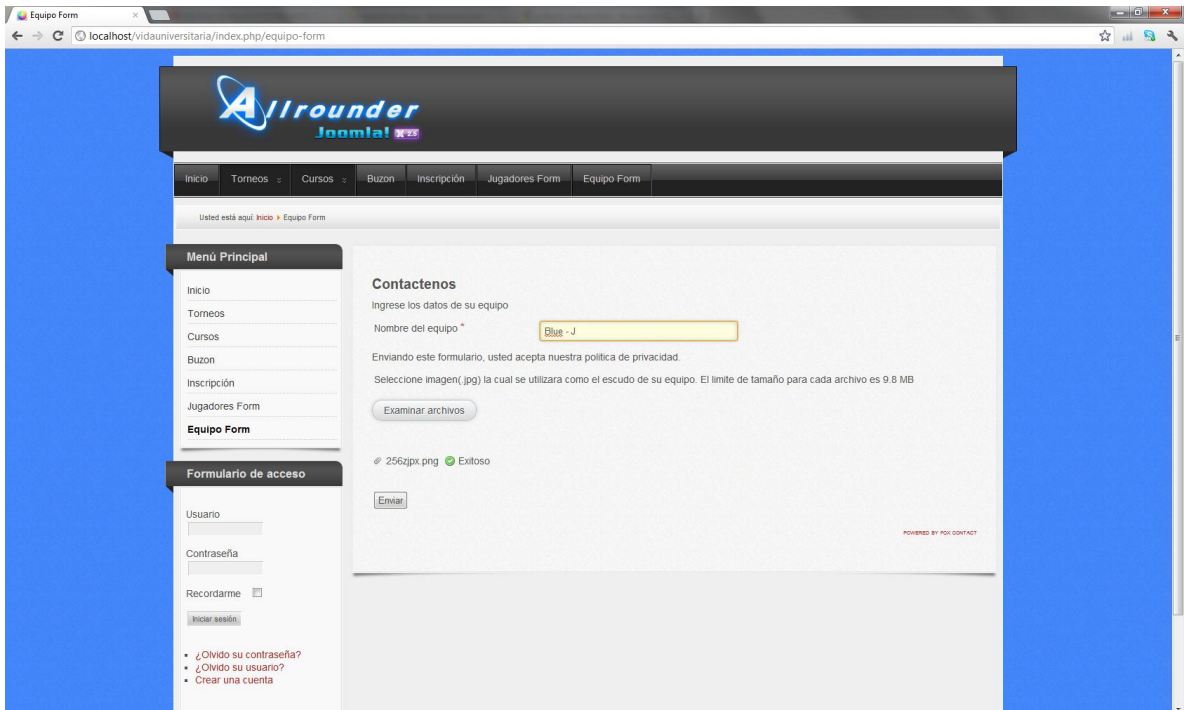 Equipo Form
localhost/vidauniversitaria/index.php/equipo-form
Allrounder
Joomla! 2.5
Inicio Torneos Cursos Buzon Inscripción Jugadores Form Equipo Form
Usted está aquí: Inicio Equipo Form
Menú Principal
Inicio
Torneos
Cursos
Buzon
Inscripción
Jugadores Form
Equipo Form
Contactenos
Ingrese los datos de su equipo
Nombre del equipo * Blue - J
Enviando este formulario, usted acepta nuestra politica de privacidad.
Seleccione imagen(.jpg) la cual se utilizara como el escudo de su equipo. El limite de tamaño para cada archivo es 9.8 MB
Examinar archivos
256zjpx.png Exitoso
Enviar
POWERED BY FOX CONTACT
Formulario de acceso
Usuario
Contraseña
Recordarme
Iniciar sesión
¿Olvido su contraseña?
¿Olvido su usuario?
Crear una cuenta